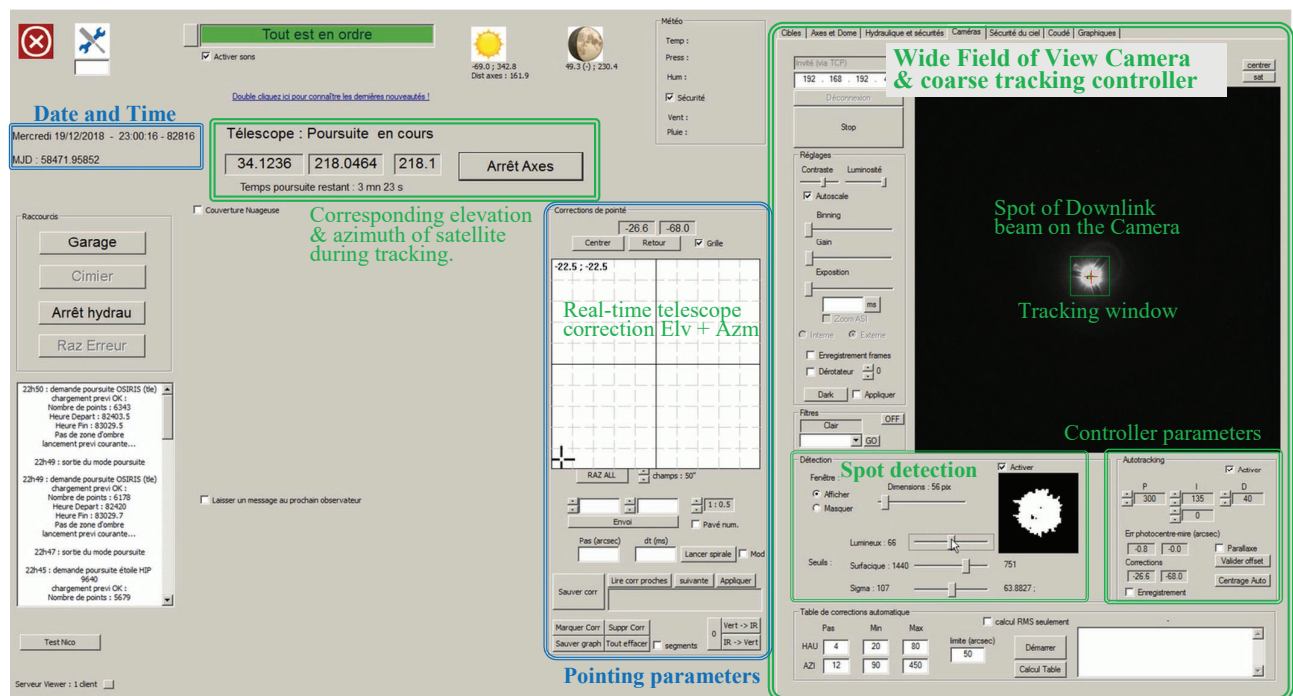 Tout est en ordre
Activer sons
-69.0 ; 342.8
Dist axes : 161.9
49.3 (-) ; 230.4
Double cliquez ici pour connaître les dernières nouveautés !
Météo
Temp :
Press :
Hum :
Sécurité
Vent :
Pluie :
Date and Time
Mercredi 19/12/2018 - 23:00:16 - 82816
MJD : 58471.95852
Télescope : Poursuite en cours
34.1236 218.0464 218.1
Arrêt Axes
Temps poursuite restant : 3 mn 23 s
Couverture Nuageuse
Corresponding elevation
& azimuth of satellite
during tracking.
Raccourcis
Garage
Cimier
Arrêt hydrau
Raz Erreur
22h50 : demande poursuite OSIRIS (tle)
chargement previ OK :
Nombre de points : 6343
Heure Depart : 82403.5
Heure Fin : 83029.5
Pas de zone d'ombre
lancement previ courante...
22h49 : sortie du mode poursuite
22h49 : demande poursuite OSIRIS (tle)
chargement previ OK :
Nombre de points : 6178
Heure Depart : 82420
Heure Fin : 83029.7
Pas de zone d'ombre
lancement previ courante...
22h47 : sortie du mode poursuite
22h45 : demande poursuite étoile HIP
9640
chargement previ OK :
Nombre de points : 5679
Laisser un message au prochain observateur
Test Nico
Serveur Viewer : 1 client
Corrections de pointé
-26.6 -68.0
Centrer Retour Grille
-22.5 ; -22.5
Real-time telescope
correction Elv + Azm
RAZ ALL champs : 50"
1 : 0.5
Envoi Pavé num.
Pas (arcsec) dt (ms)
Lancer spirale Mod
Sauver corr Lire corr proches suivante Appliquer
Marquer Corr Suppr Corr 0 Vert -> IR
Sauver graph Tout effacer segments IR -> Vert
Pointing parameters
Cibles Axes et Dome Hydraulique et sécurités Caméras Sécurité du ciel Coudé Graphiques
Wide Field of View Camera
& coarse tracking controller
Invité (via TCP)
192 . 168 . 192 .
centrer
sat
Déconnexion
Stop
Réglages
Contraste Luminosité
Autoscale
Binning
Gain
Exposition
ms
Zoom ASI
Interne Externe
Enregistrement frames
Dérotateur 0
Dark Appliquer
Filtres
Clair OFF
GO
Spot of Downlink
beam on the Camera
Tracking window
Controller parameters
Détection
Spot detection
Activer
Fenêtre :
Dimensions : 56 pix
Afficher
Masquer
Lumineux : 66
Seuils : Surfacique : 1440 751
Sigma : 107 63.8827 ;
Autotracking
Activer
P I D
300 135 40
0
Err photocentre-mire (arcsec)
-0.8 -0.0 Parallaxe
Corrections Valider offset
-26.6 -68.0 Centrage Auto
Enregistrement
Table de corrections automatique
Pas Min Max
calcul RMS seulement -
HAU 4 20 80
limite (arcsec)
50
Démarrer
AZI 12 90 450
Calcul Table